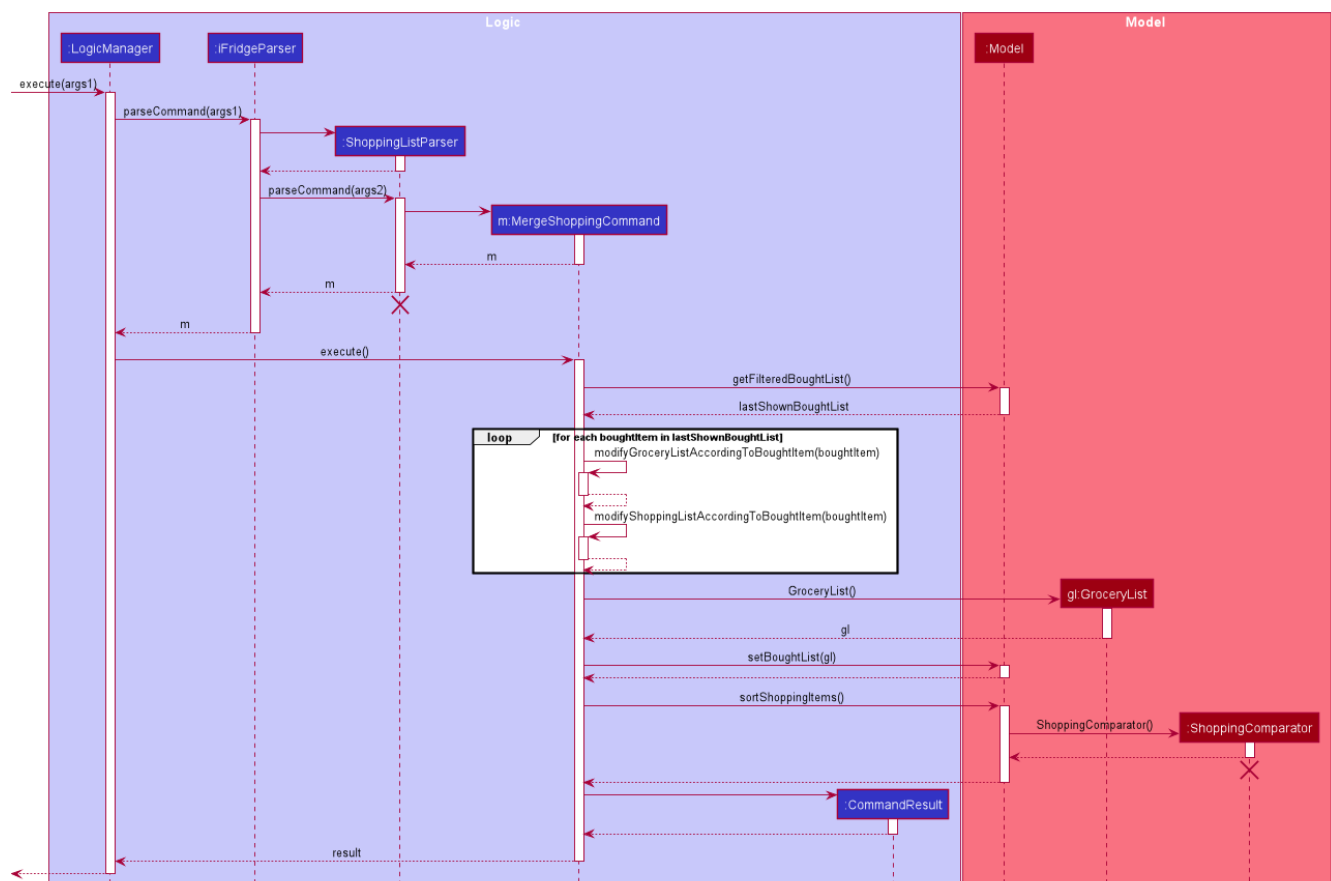 Logic
Model
:LogicManager
:iFridgeParser
:Model
execute(args1)
parseCommand(args1)
:ShoppingListParser
parseCommand(args2)
m:MergeShoppingCommand
m
m
m
execute()
getFilteredBoughtList()
lastShownBoughtList
loop
[for each boughtItem in lastShownBoughtList]
modifyGroceryListAccordingToBoughtItem(boughtItem)
modifyShoppingListAccordingToBoughtItem(boughtItem)
GroceryList()
gl:GroceryList
gl
setBoughtList(gl)
sortShoppingItems()
ShoppingComparator()
:ShoppingComparator
:CommandResult
result